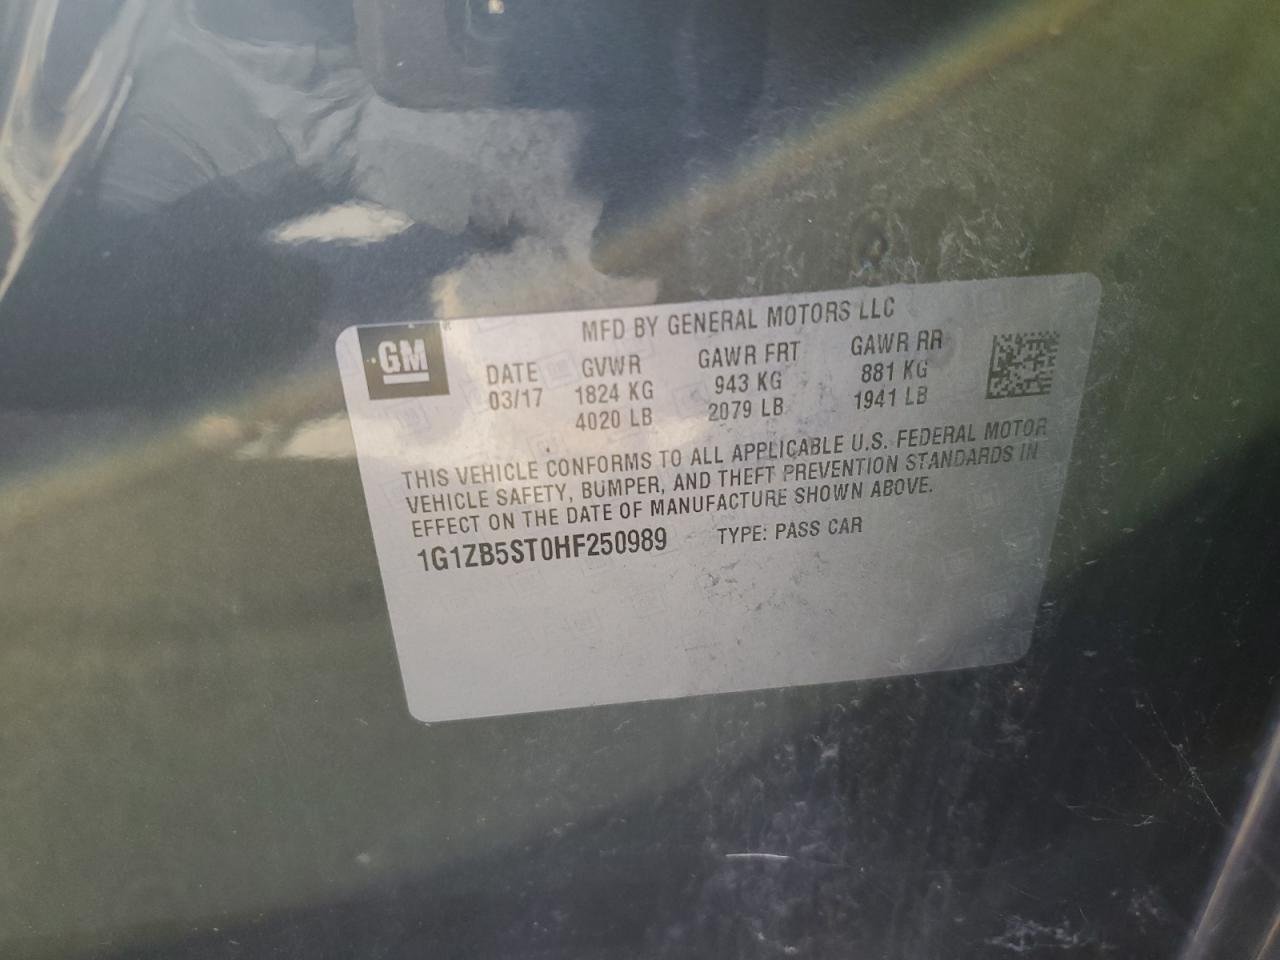 GM
MFD BY GENERAL MOTORS LLC
DATE GVWR GAWR FRT GAWR RR
03/17 1824 KG 943 KG 881 KG
4020 LB 2079 LB 1941 LB
THIS VEHICLE CONFORMS TO ALL APPLICABLE U.S. FEDERAL MOTOR
VEHICLE SAFETY, BUMPER, AND THEFT PREVENTION STANDARDS IN
EFFECT ON THE DATE OF MANUFACTURE SHOWN ABOVE.
1G1ZB5ST0HF250989 TYPE: PASS CAR